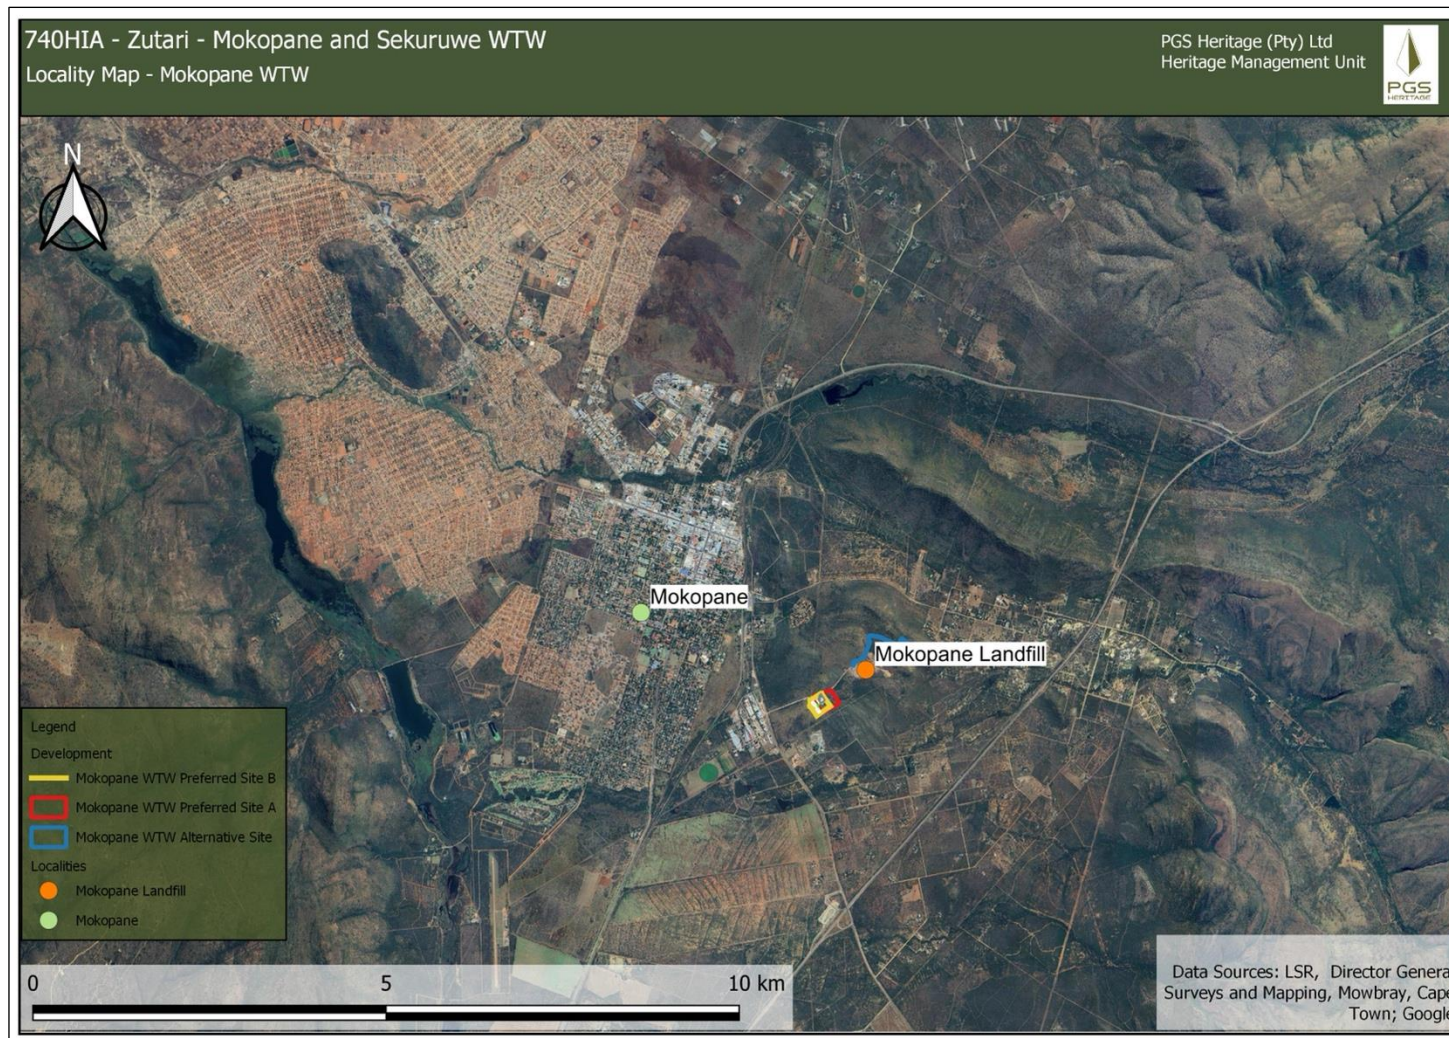 740HIA - Zutari - Mokopane and Sekuruwe WTW
Locality Map - Mokopane WTW
PGS Heritage (Pty) Ltd
Heritage Management Unit
PGS
HERITAGE
N
Mokopane
Mokopane Landfill
Legend
Development
Mokopane WTW Preferred Site B
Mokopane WTW Preferred Site A
Mokopane WTW Alternative Site
Localities
Mokopane Landfill
Mokopane
0 5 10 km
Data Sources: LSR, Director Genera
Surveys and Mapping, Mowbray, Cape
Town; Google